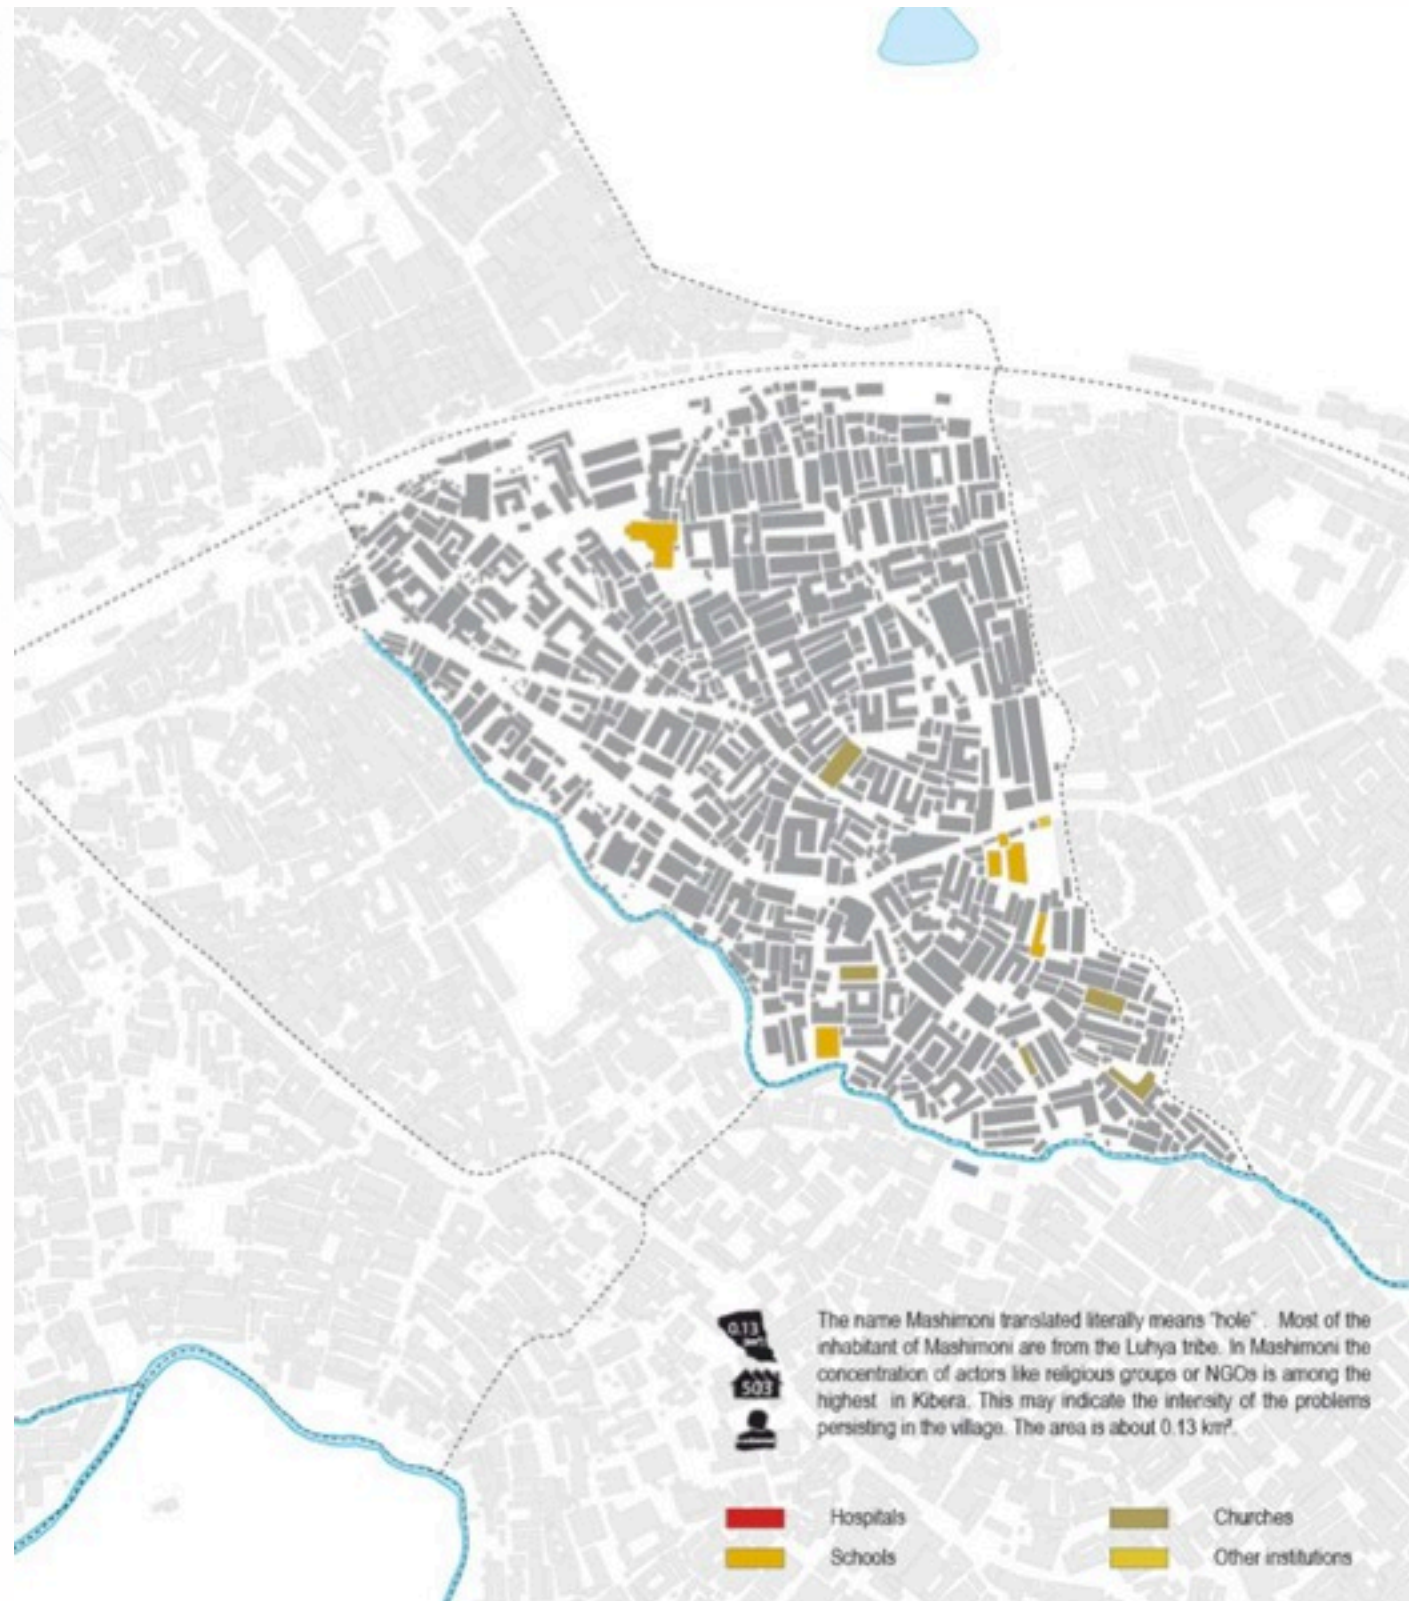 The name Mashimoni translated literally means "hole" . Most of the
inhabitant of Mashimoni are from the Luhya tribe. In Mashimoni the
concentration of actors like religious groups or NGOs is among the
highest in Kibera. This may indicate the intensity of the problems
persisting in the village. The area is about 0.13 km².
0.13
503
Hospitals
Churches
Schools
Other institutions